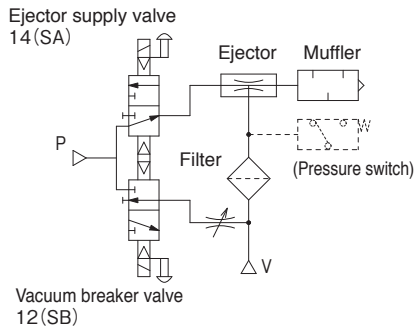 Ejector supply valve
14(SA)
Ejector
Muffler
P
Filter
(Pressure switch)
V
Vacuum breaker valve
12(SB)